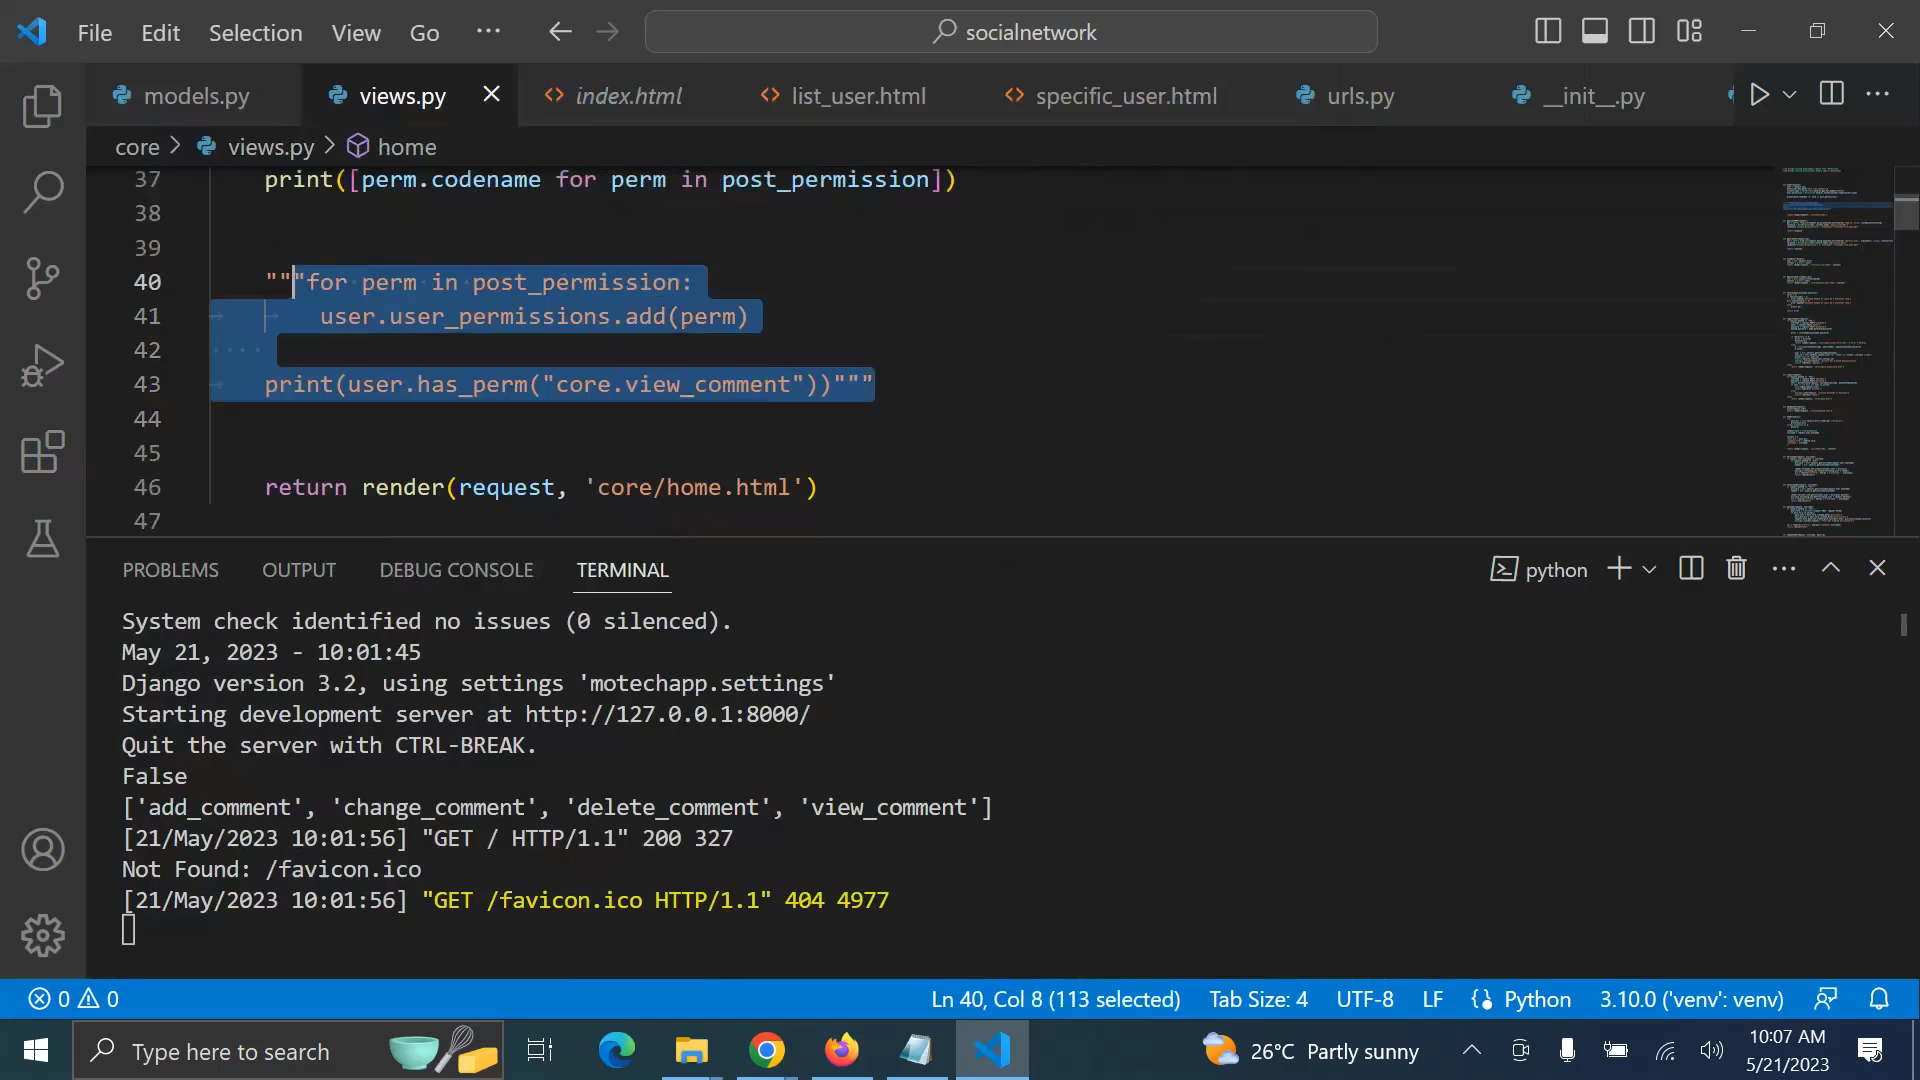 File Edit Selection View Go ··· socialnetwork
models.py views.py index.html list_user.html specific_user.html urls.py __init__.py
core > views.py > home
37 print([perm.codename for perm in post_permission])
38
39
40 """for perm in post_permission:
41 user.user_permissions.add(perm)
42
43 print(user.has_perm("core.view_comment"))"""
44
45
46 return render(request, 'core/home.html')
47
PROBLEMS OUTPUT DEBUG CONSOLE TERMINAL python
System check identified no issues (0 silenced).
May 21, 2023 - 10:01:45
Django version 3.2, using settings 'motechapp.settings'
Starting development server at http://127.0.0.1:8000/
Quit the server with CTRL-BREAK.
False
['add_comment', 'change_comment', 'delete_comment', 'view_comment']
[21/May/2023 10:01:56] "GET / HTTP/1.1" 200 327
Not Found: /favicon.ico
[21/May/2023 10:01:56] "GET /favicon.ico HTTP/1.1" 404 4977
0 0 Ln 40, Col 8 (113 selected) Tab Size: 4 UTF-8 LF Python 3.10.0 ('venv': venv)
Type here to search 26°C Partly sunny 10:07 AM
5/21/2023